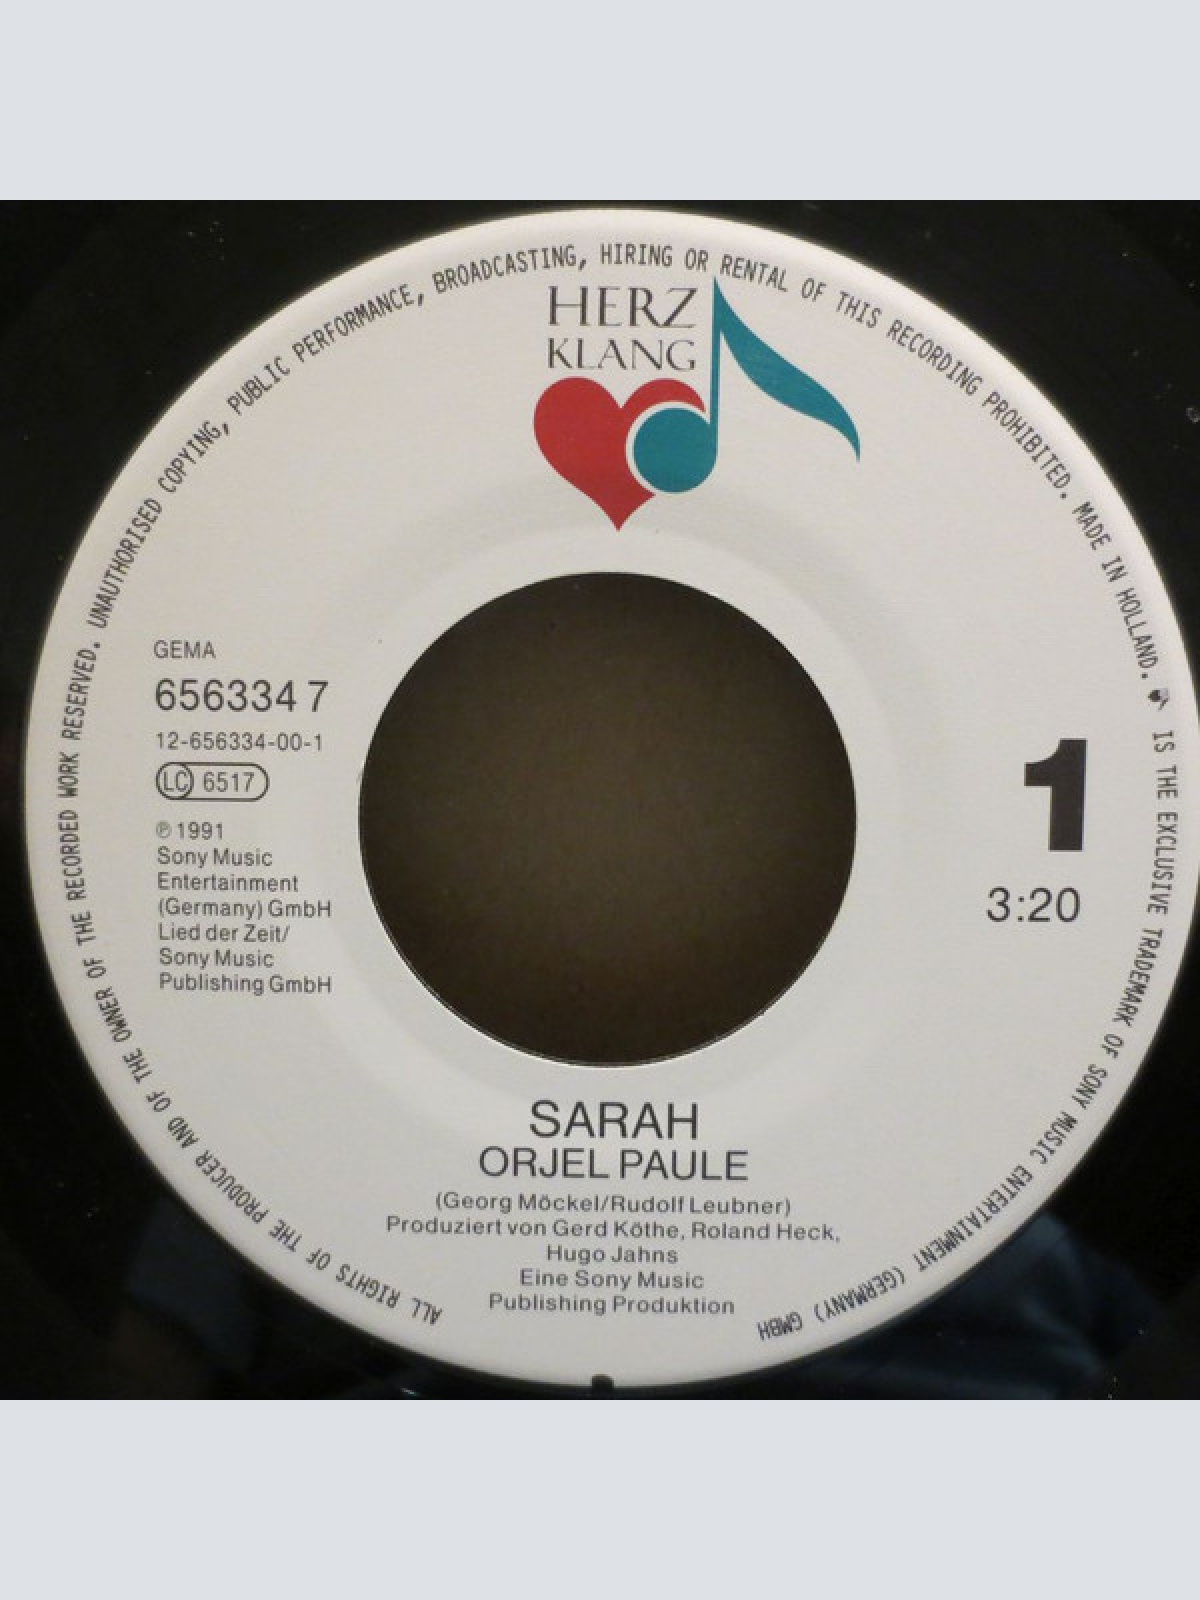 ALL RIGHTS OF THE PRODUCER AND OF THE OWNER OF THE RECORDED WORK RESERVED. UNAUTHORISED COPYING, PUBLIC PERFORMANCE, BROADCASTING, HIRING OR RENTAL OF THIS RECORDING PROHIBITED. MADE IN HOLLAND. IS THE EXCLUSIVE TRADEMARK OF SONY MUSIC ENTERTAINMENT (GERMANY) GMBH
HERZ
KLANG
GEMA
656334 7
12-656334-00-1
LC 6517
℗ 1991
Sony Music
Entertainment
(Germany) GmbH
Lied der Zeit/
Sony Music
Publishing GmbH
1
3:20
SARAH
ORJEL PAULE
(Georg Möckel/Rudolf Leubner)
Produziert von Gerd Köthe, Roland Heck,
Hugo Jahns
Eine Sony Music
Publishing Produktion